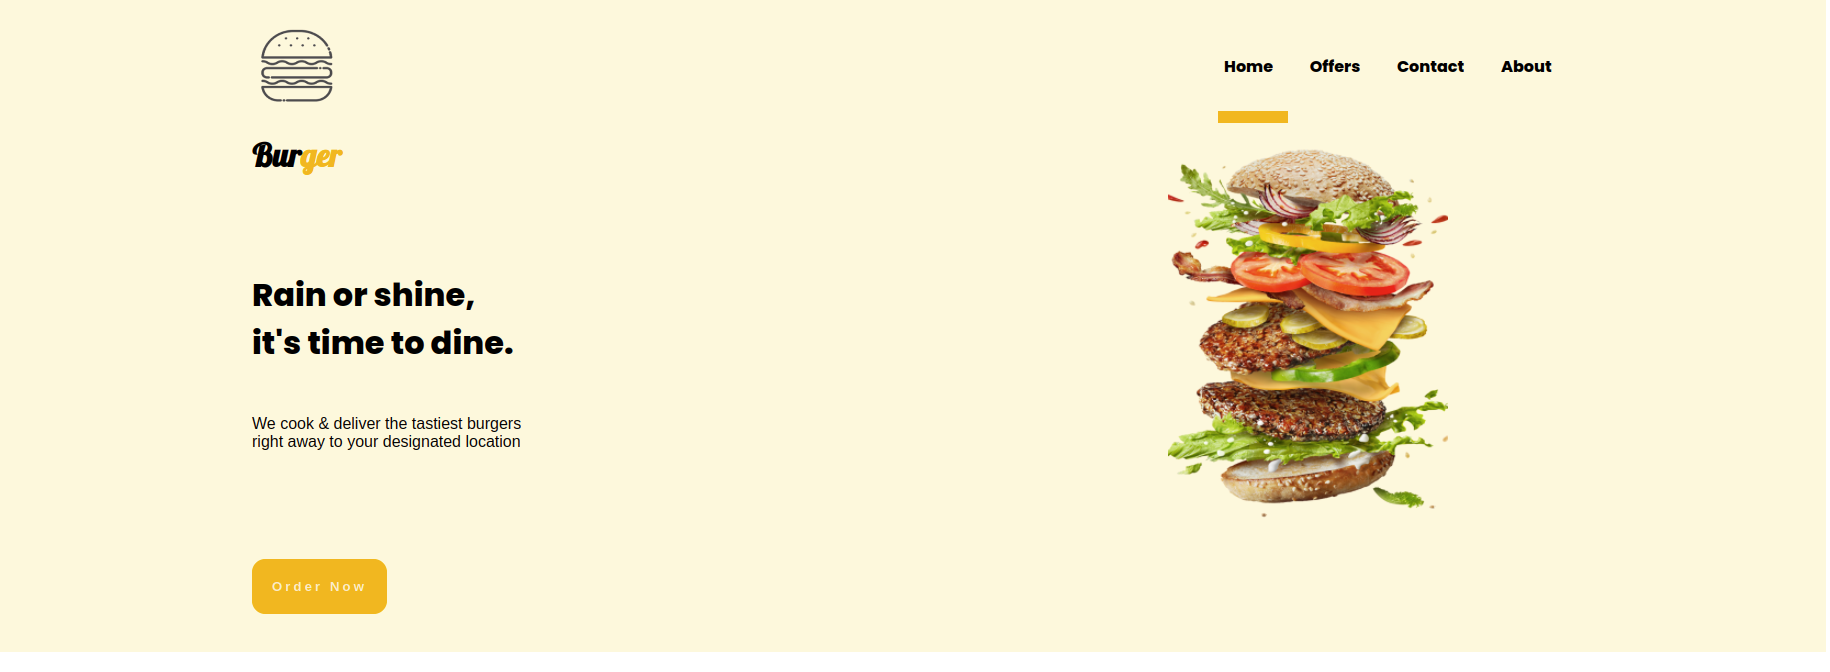 Home Offers Contact About
Burger
Rain or shine,
it's time to dine.
We cook & deliver the tastiest burgers
right away to your designated location
Order Now